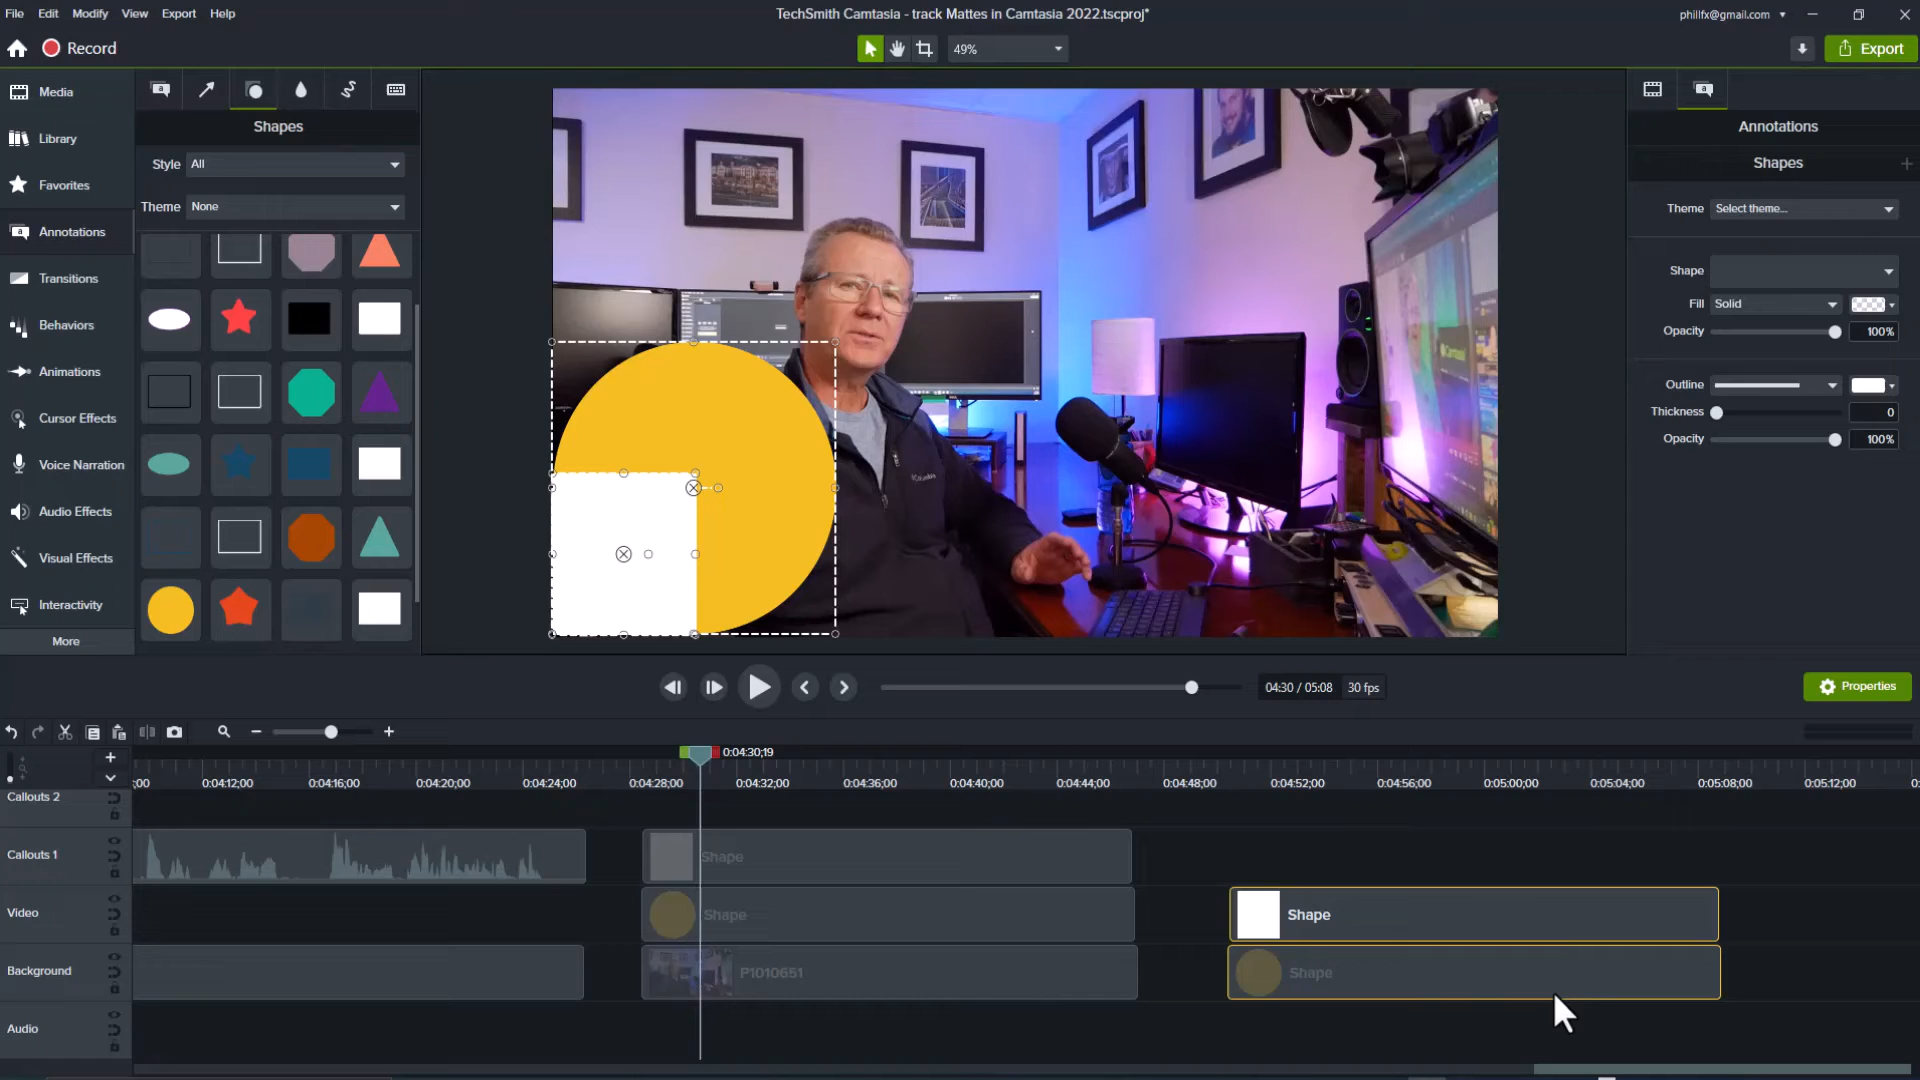 File Edit Modify View Export Help
TechSmith Camtasia - track Mattes in Camtasia 2022.tscproj*
phillfx@gmail.com
Record
49%
Export
Media
Library
Favorites
Annotations
Transitions
Behaviors
Animations
Cursor Effects
Voice Narration
Audio Effects
Visual Effects
Interactivity
More
a
Shapes
Style All
Theme None
Columbia
Camtasia
a
Annotations
Shapes
Theme Select theme...
Shape
Fill Solid
Opacity 100%
Outline
Thickness 0
Opacity 100%
04:30 / 05:08 30 fps
Properties
0:04:30;19
;00 0:04:12;00 0:04:16;00 0:04:20;00 0:04:24;00 0:04:28;00 0:04:32;00 0:04:36;00 0:04:40;00 0:04:44;00 0:04:48;00 0:04:52;00 0:04:56;00 0:05:00;00 0:05:04;00 0:05:08;00 0:05:12;00 0:
Callouts 2
Callouts 1
Shape
Video
Shape
Shape
Background
P1010651
Shape
Audio